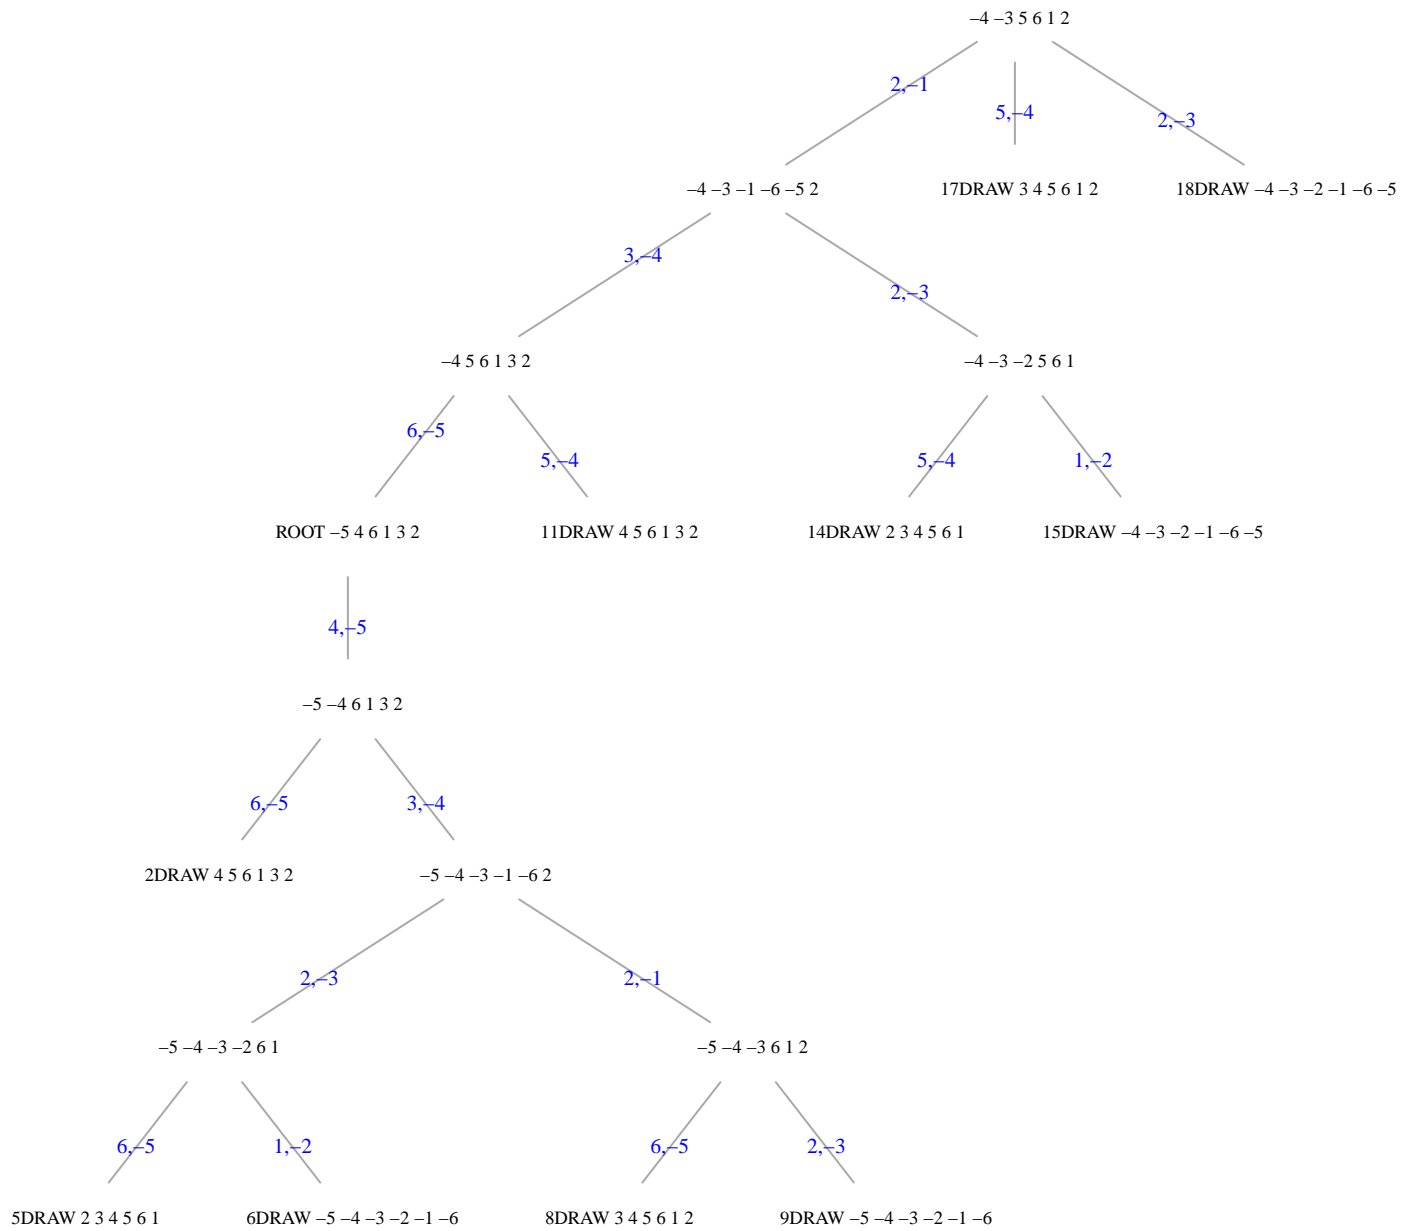 –4 –3 5 6 1 2
2,–1
5,–4
2,–3
–4 –3 –1 –6 –5 2
17DRAW 3 4 5 6 1 2
18DRAW –4 –3 –2 –1 –6 –5
3,–4
2,–3
–4 5 6 1 3 2
–4 –3 –2 5 6 1
6,–5
5,–4
5,–4
1,–2
ROOT –5 4 6 1 3 2
11DRAW 4 5 6 1 3 2
14DRAW 2 3 4 5 6 1
15DRAW –4 –3 –2 –1 –6 –5
4,–5
–5 –4 6 1 3 2
6,–5
3,–4
2DRAW 4 5 6 1 3 2
–5 –4 –3 –1 –6 2
2,–3
2,–1
–5 –4 –3 –2 6 1
–5 –4 –3 6 1 2
6,–5
1,–2
6,–5
2,–3
5DRAW 2 3 4 5 6 1
6DRAW –5 –4 –3 –2 –1 –6
8DRAW 3 4 5 6 1 2
9DRAW –5 –4 –3 –2 –1 –6